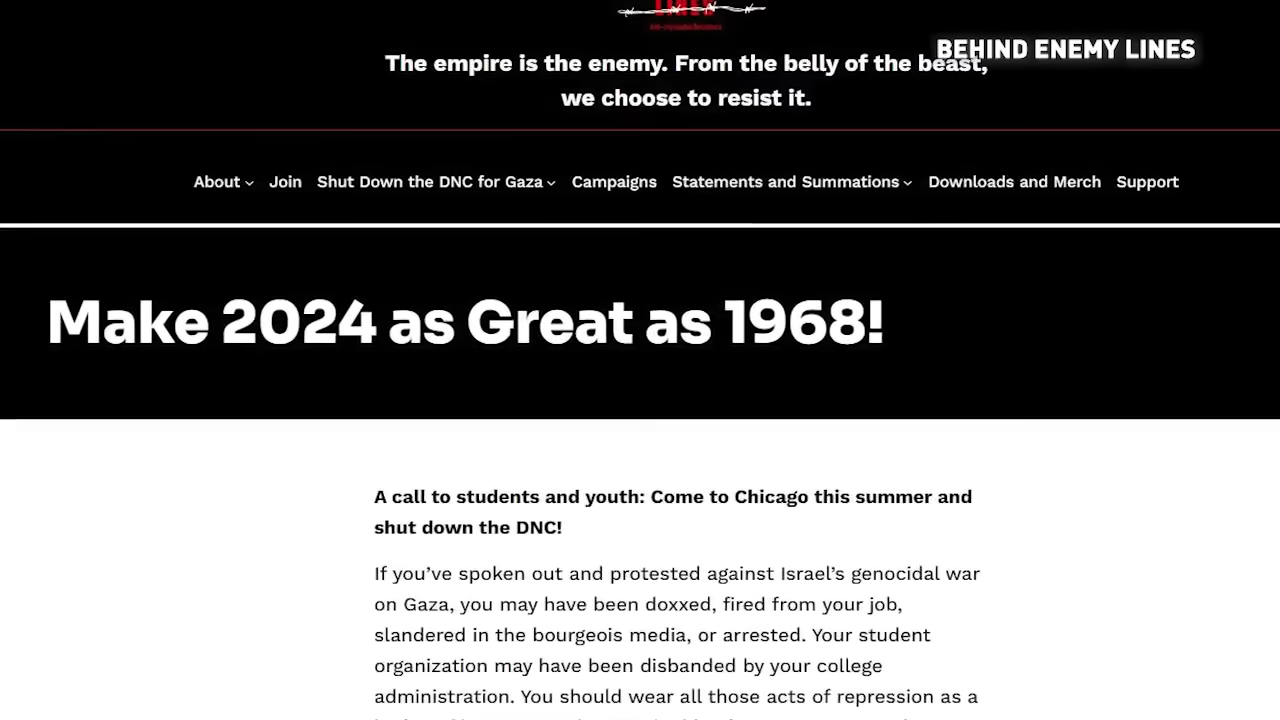 BEHIND ENEMY LINES
The empire is the enemy. From the belly of the beast,
we choose to resist it.
About Join Shut Down the DNC for Gaza Campaigns Statements and Summations Downloads and Merch Support
Make 2024 as Great as 1968!
A call to students and youth: Come to Chicago this summer and
shut down the DNC!
If you’ve spoken out and protested against Israel’s genocidal war
on Gaza, you may have been doxxed, fired from your job,
slandered in the bourgeois media, or arrested. Your student
organization may have been disbanded by your college
administration. You should wear all those acts of repression as a